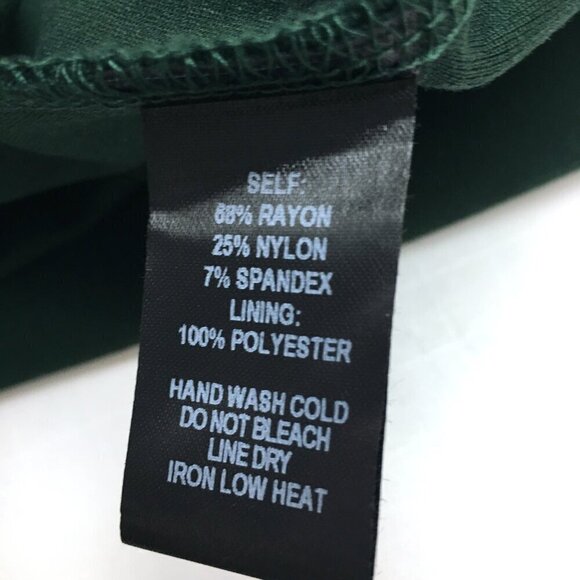 SELF:
68% RAYON
25% NYLON
7% SPANDEX
LINING:
100% POLYESTER
HAND WASH COLD
DO NOT BLEACH
LINE DRY
IRON LOW HEAT